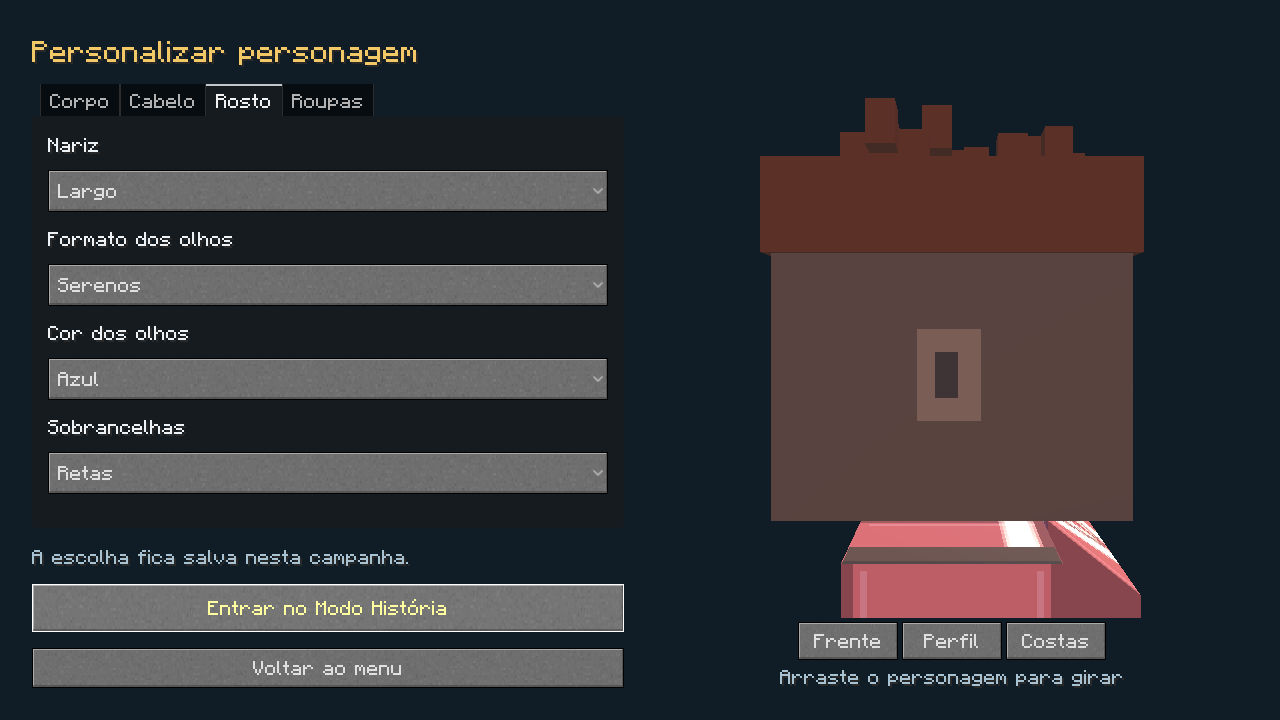 Personalizar personagem
Corpo
Cabelo
Rosto
Roupas
Nariz
Largo
Formato dos olhos
Serenos
Cor dos olhos
Azul
Sobrancelhas
Retas
A escolha fica salva nesta campanha.
Entrar no Modo História
Voltar ao menu
Frente
Perfil
Costas
Arraste o personagem para girar